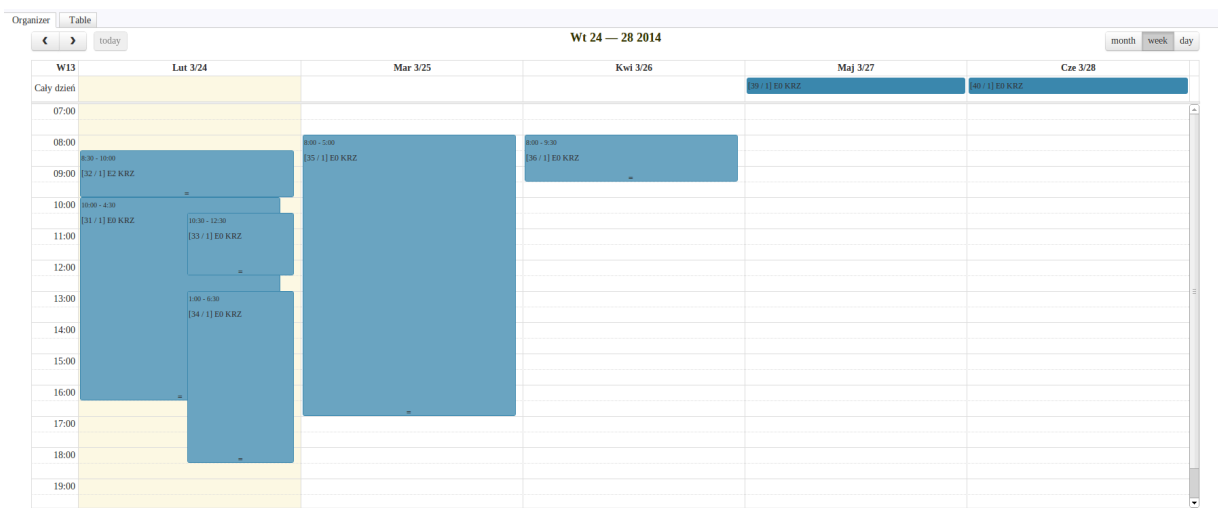 Organizer Table
today
Wt 24 — 28 2014
month week day
W13 Lut 3/24 Mar 3/25 Kwi 3/26 Maj 3/27 Cze 3/28
Cały dzień [39 / 1] E0 KRZ [40 / 1] E0 KRZ
07:00
08:00 8:00 - 5:00 8:00 - 9:30
8:30 - 10:00 [35 / 1] E0 KRZ [36 / 1] E0 KRZ
09:00 [32 / 1] E2 KRZ
10:00 10:00 - 4:30
[31 / 1] E0 KRZ 10:30 - 12:30
11:00 [33 / 1] E0 KRZ
12:00
13:00 1:00 - 6:30
[34 / 1] E0 KRZ
14:00
15:00
16:00
17:00
18:00
19:00